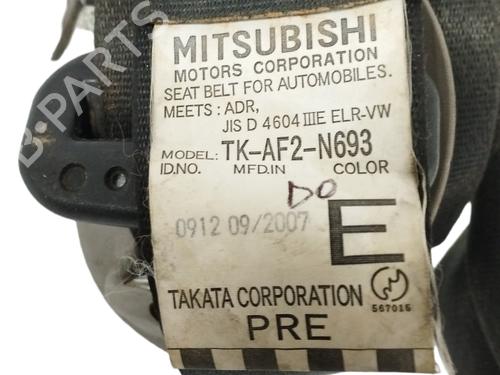 MITSUBISHI
MOTORS CORPORATION
SEAT BELT FOR AUTOMOBILES.
MEETS : ADR,
JIS D 4604 IIIE ELR-VW
MODEL: TK-AF2-N693
ID.NO. MFD.IN COLOR
DO
0912 09/2007
E
TAKATA CORPORATION
567015
PRE
B-PARTS